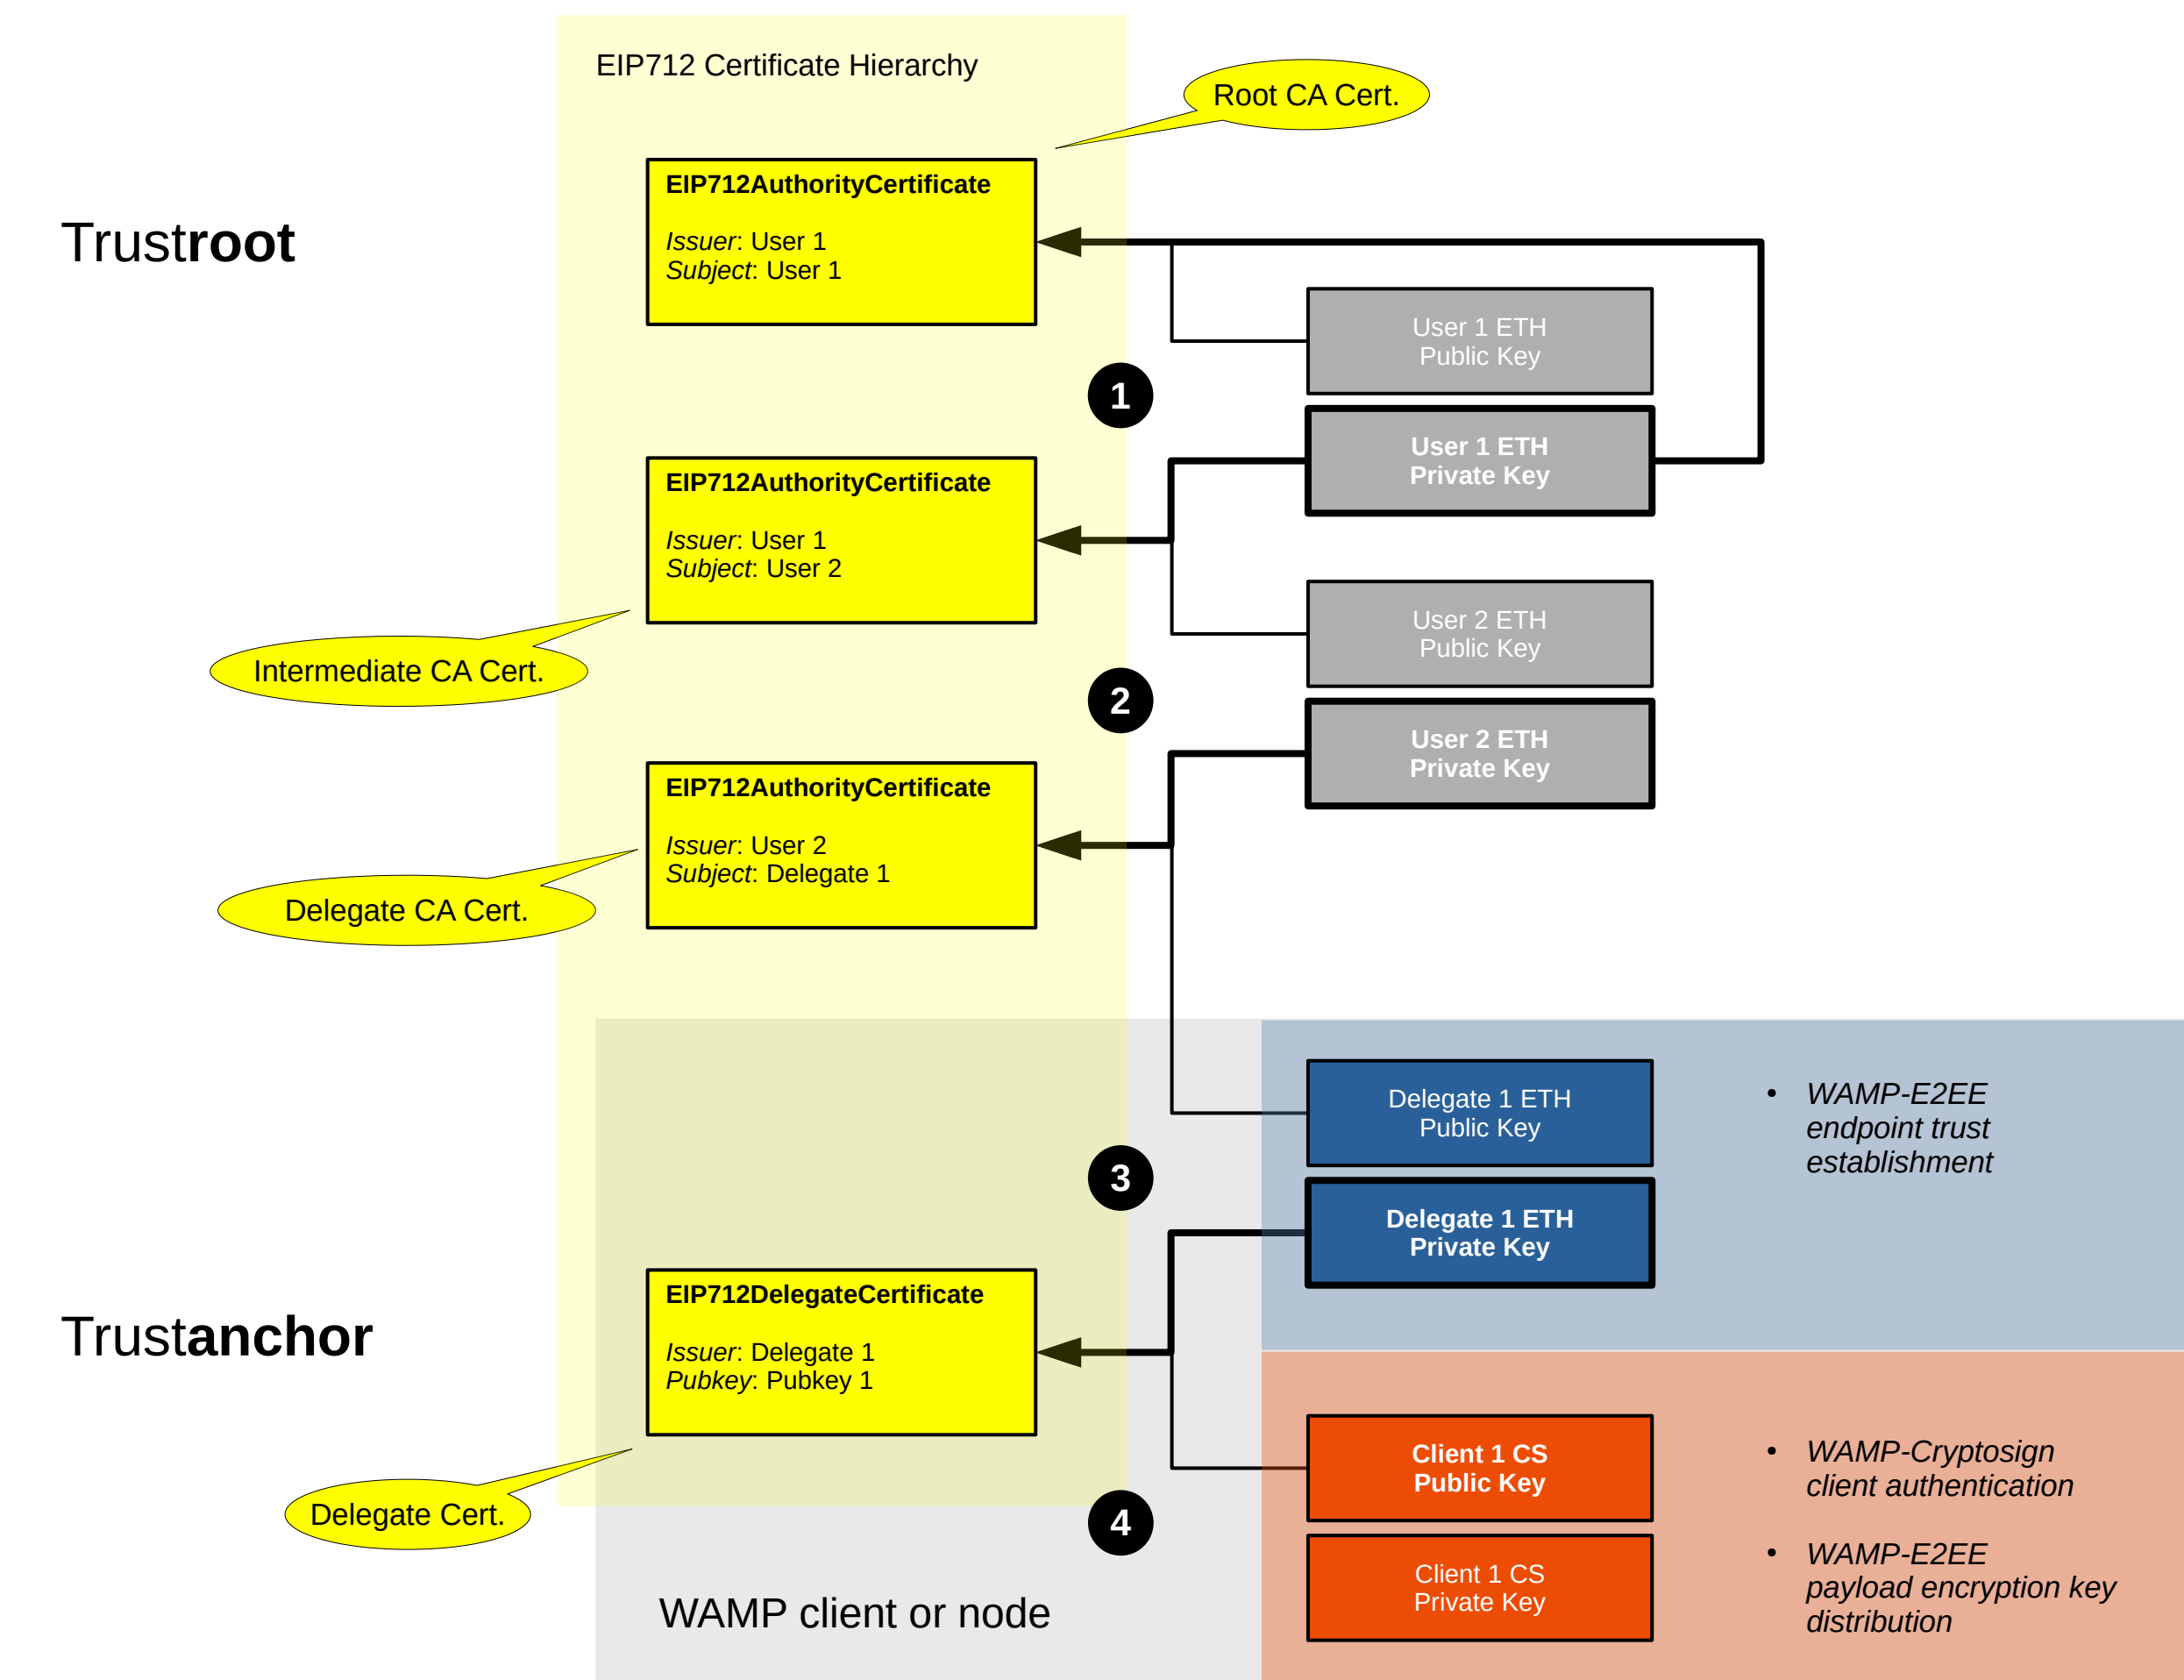 EIP712 Certificate Hierarchy
Root CA Cert.
EIP712AuthorityCertificate
Issuer: User 1
Subject: User 1
Trustroot
User 1 ETH
Public Key
1
User 1 ETH
Private Key
EIP712AuthorityCertificate
Issuer: User 1
Subject: User 2
User 2 ETH
Public Key
Intermediate CA Cert.
2
User 2 ETH
Private Key
EIP712AuthorityCertificate
Issuer: User 2
Subject: Delegate 1
Delegate CA Cert.
Delegate 1 ETH
Public Key
• WAMP-E2EE
endpoint trust
establishment
3
Delegate 1 ETH
Private Key
EIP712DelegateCertificate
Issuer: Delegate 1
Pubkey: Pubkey 1
Trustanchor
Client 1 CS
Public Key
• WAMP-Cryptosign
client authentication
Delegate Cert.
4
Client 1 CS
Private Key
• WAMP-E2EE
payload encryption key
distribution
WAMP client or node